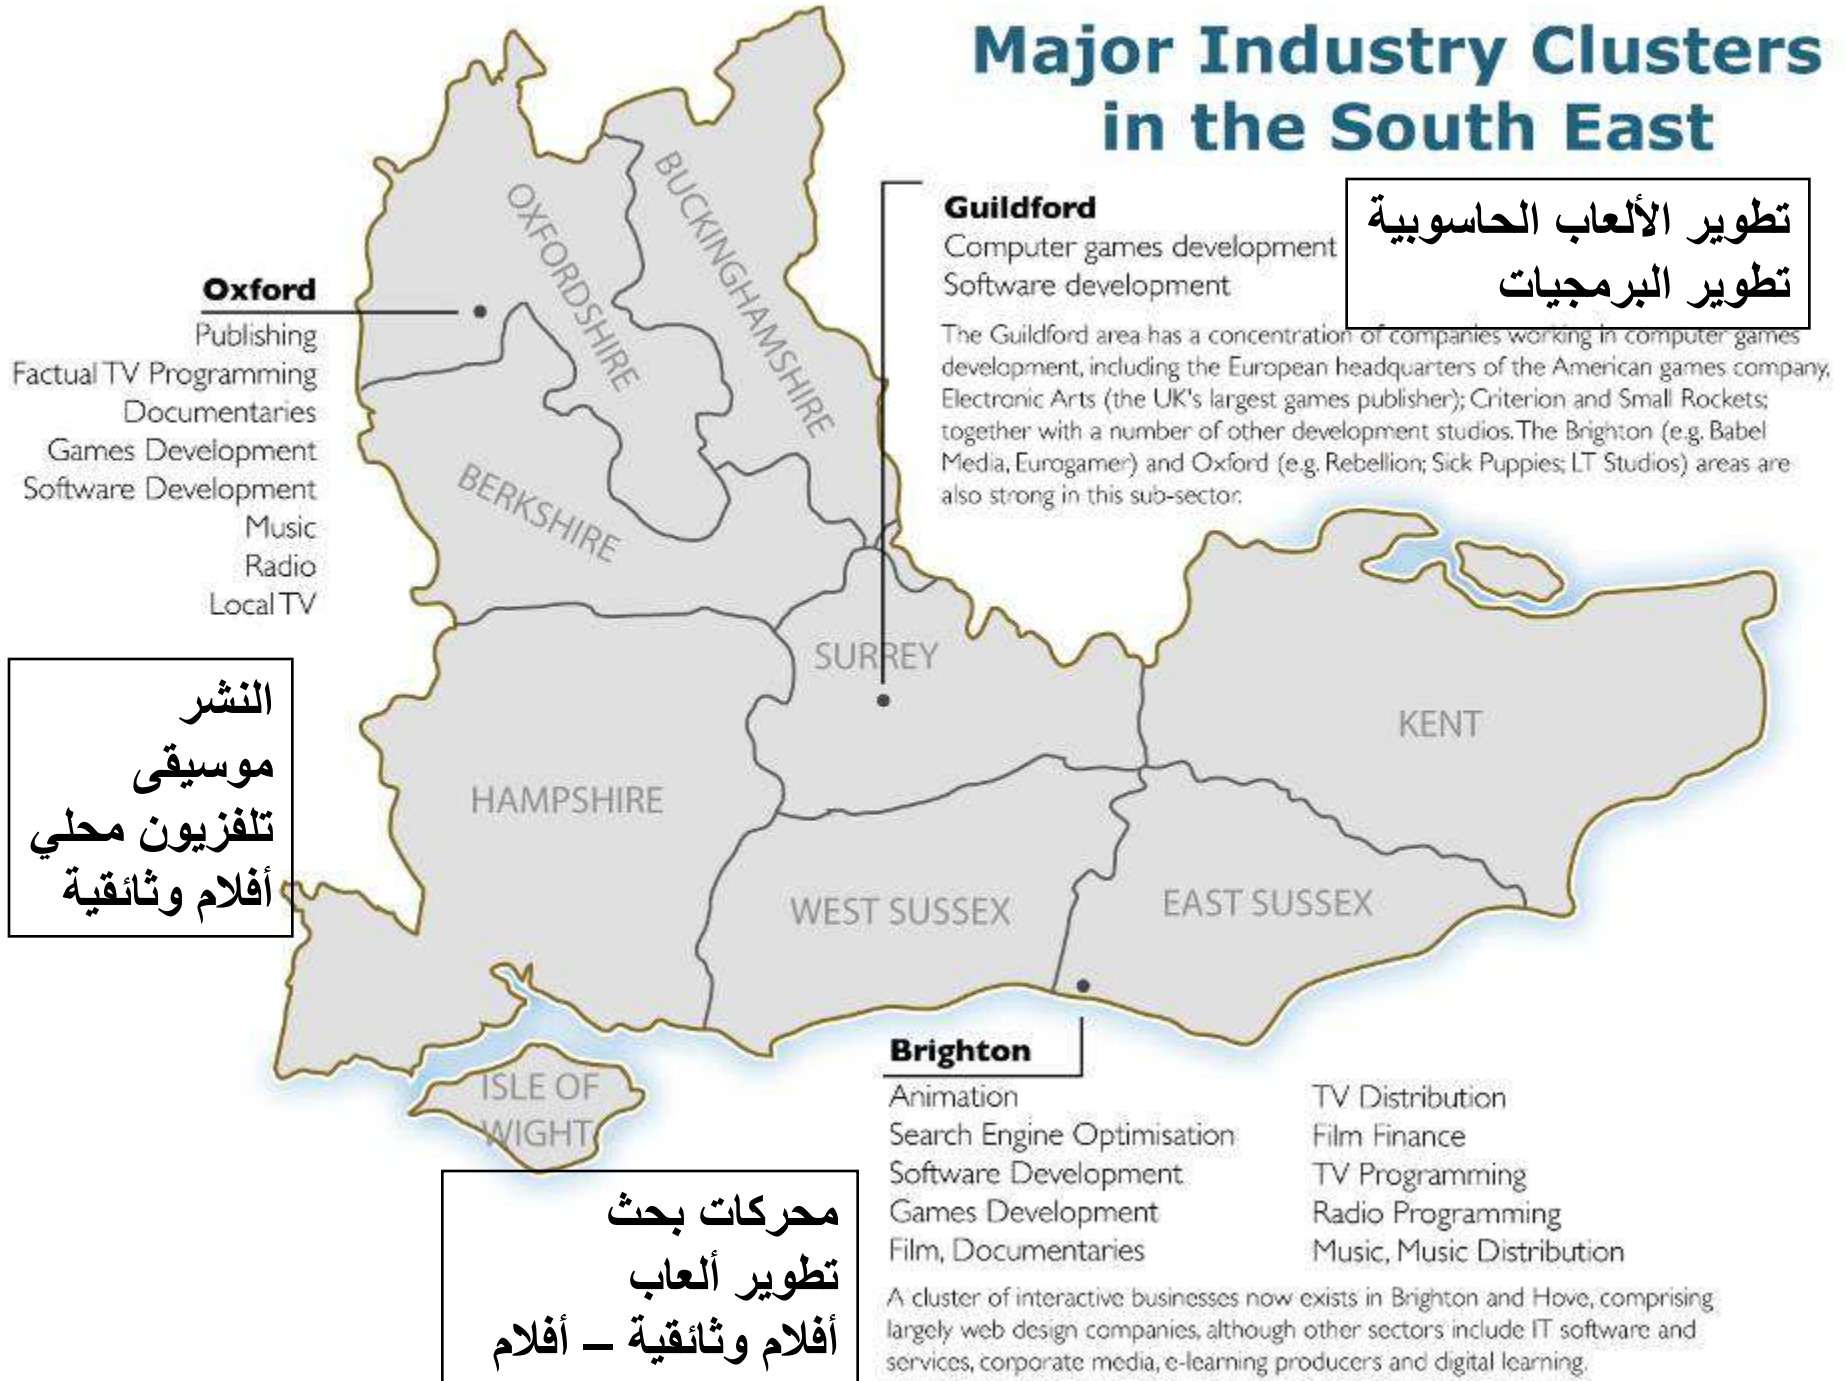 Major Industry Clusters
in the South East
Guildford
Computer games development
Software development
تطوير الألعاب الحاسوبية
تطوير البرمجيات
The Guildford area has a concentration of companies working in computer games
development, including the European headquarters of the American games company,
Electronic Arts (the UK's largest games publisher); Criterion and Small Rockets;
together with a number of other development studios. The Brighton (e.g. Babel
Media, Eurogamer) and Oxford (e.g. Rebellion; Sick Puppies; LT Studios) areas are
also strong in this sub-sector.
Oxford
Publishing
Factual TV Programming
Documentaries
Games Development
Software Development
Music
Radio
Local TV
النشر
موسيقى
تلفزيون محلي
أفلام وثائقية
OXFORDSHIRE
BUCKINGHAMSHIRE
BERKSHIRE
SURREY
KENT
HAMPSHIRE
WEST SUSSEX
EAST SUSSEX
ISLE OF
WIGHT
محركات بحث
تطوير ألعاب
أفلام وثائقية – أفلام
Brighton
Animation
Search Engine Optimisation
Software Development
Games Development
Film, Documentaries
TV Distribution
Film Finance
TV Programming
Radio Programming
Music, Music Distribution
A cluster of interactive businesses now exists in Brighton and Hove, comprising
largely web design companies, although other sectors include IT software and
services, corporate media, e-learning producers and digital learning.